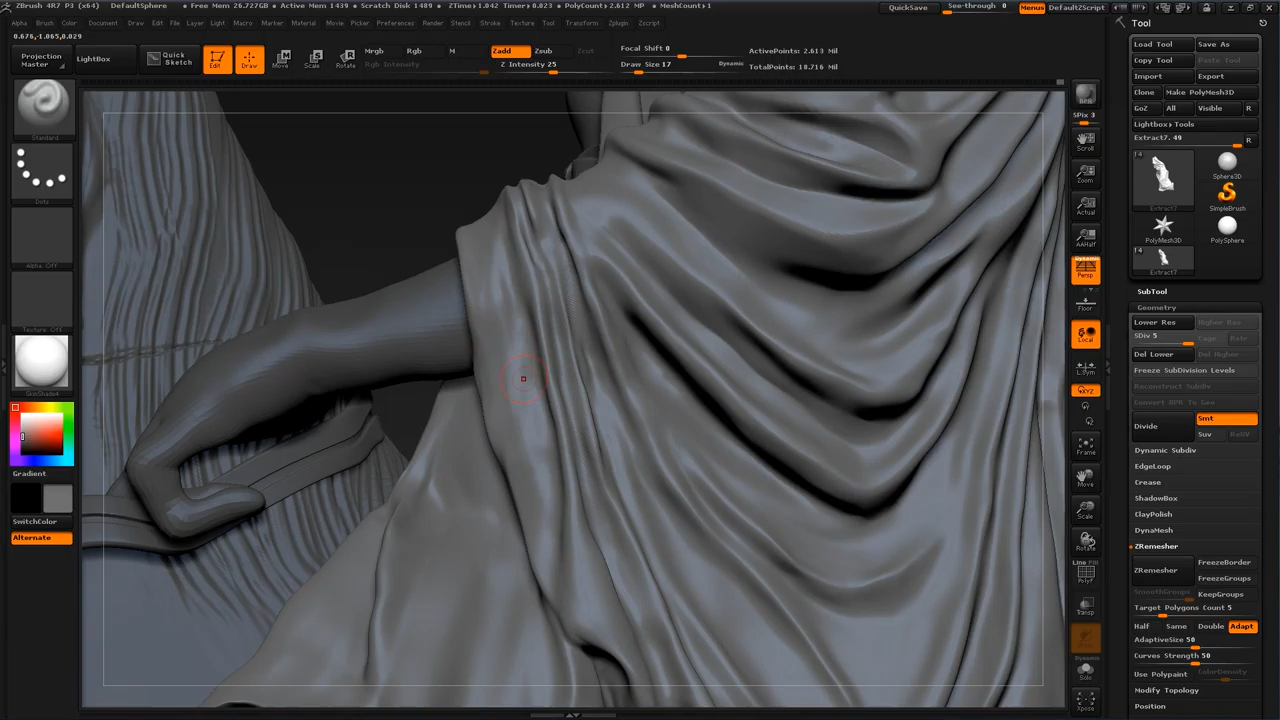 ZBrush 4R7 P3 (x64) DefaultSphere • Free Mem 26.727GB • Active Mem 1439 • Scratch Disk 1489 • ZTime▸1.042 Timer▸0.023 • PolyCount▸2.612 MP • MeshCount▸1
QuickSave See-through 0 Menus DefaultZScript
Alpha Brush Color Document Draw Edit File Layer Light Macro Marker Material Movie Picker Preferences Render Stencil Stroke Texture Tool Transform Zplugin Zscript
0.676,-1.065,0.029
Projection Master
LightBox
Quick Sketch
Edit
Draw
Move
Scale
Rotate
Mrgb Rgb M Zadd Zsub Zcut
Rgb Intensity Z Intensity 25
Focal Shift 0
Draw Size 17 Dynamic
ActivePoints: 2.613 Mil
TotalPoints: 18.716 Mil
Standard
Dots
Alpha Off
Texture Off
SkinShade4
Gradient
SwitchColor
Alternate
SPix 3
Scroll
Zoom
Actual
AAHalf
Dynamic
Persp
Floor
Local
L.Sym
XYZ
Frame
Move
Scale
Rotate
Line Fill
PolyF
Transp
Dynamic
Solo
Xpose
Tool
Load Tool Save As
Copy Tool Paste Tool
Import Export
Clone Make PolyMesh3D
GoZ All Visible R
Lightbox▸Tools
Extract7. 49 R
14
Extract7
Sphere3D
SimpleBrush
PolyMesh3D
PolySphere
14
Extract7
SubTool
Geometry
Lower Res Higher Res
SDiv 5 Cage Rstr
Del Lower Del Higher
Freeze SubDivision Levels
Reconstruct Subdiv
Convert BPR To Geo
Divide Smt
Suv ReUV
Dynamic Subdiv
EdgeLoop
Crease
ShadowBox
ClayPolish
DynaMesh
ZRemesher
ZRemesher FreezeBorder
FreezeGroups
SmoothGroups KeepGroups
Target Polygons Count 5
Half Same Double Adapt
AdaptiveSize 50
Curves Strength 50
Use Polypaint ColorDensity
Modify Topology
Position